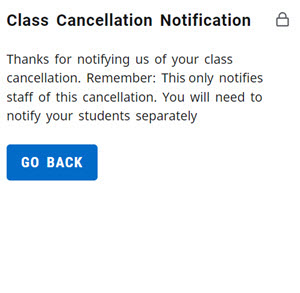 Class Cancellation Notification
Thanks for notifying us of your class
cancellation. Remember: This only notifies
staff of this cancellation. You will need to
notify your students separately
GO BACK